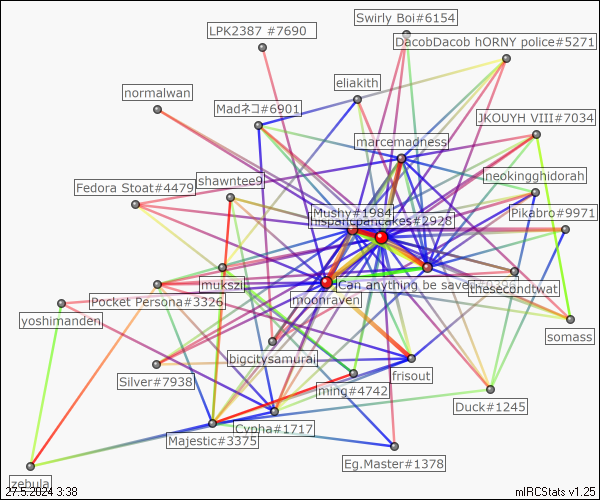 Swirly Boi#6154
LPK2387 #7690
DacobDacob hORNY police#5271
eliakith
normalwan
Madネコ#6901
JKOUYH VIII#7034
marcemadness
neokinghidorah
shawntee9
Fedora Stoat#4479
Mushy#1984
hispanicpancakes#2928
Pikabro#9971
mukszi
Can anything be saved
thesecondtwat
Pocket Persona#3326
moonraven
yoshimanden
somass
bigcitysamurai
frisout
Silver#7938
ming#4742
Duck#1245
Cypha#1717
Majestic#3375
Eg.Master#1378
zebula
27.5.2024 3:38
mIRCStats v1.25